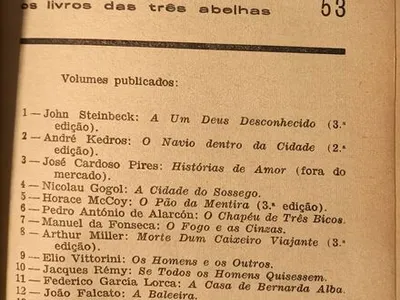 os livros das três abelhas 53
Volumes publicados:
1 — John Steinbeck: A Um Deus Desconhecido (3.ª
edição).
2 — André Kedros: O Navio dentro da Cidade (2.ª
edição).
3 — José Cardoso Pires: Histórias de Amor (fora do
mercado).
4 — Nicolau Gogol: A Cidade do Sossego.
5 — Horace McCoy: O Pão da Mentira (3.ª edição).
6 — Pedro António de Alarcón: O Chapéu de Três Bicos.
7 — Manuel da Fonseca: O Fogo e as Cinzas.
8 — Arthur Miller: Morte Dum Caixeiro Viajante (3.ª
edição).
9 — Elio Vittorini: Os Homens e os Outros.
10 — Jacques Rémy: Se Todos os Homens Quisessem.
11 — Federico Garcia Lorca: A Casa de Bernarda Alba.
12 — João Falcato: A Baleeira.